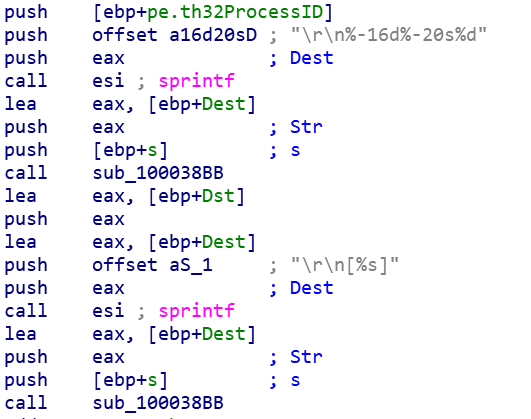 push [ebp+pe.th32ProcessID]
push offset a16d20sD ; "\r\n%-16d%-20s%d"
push eax ; Dest
call esi ; sprintf
lea eax, [ebp+Dest]
push eax ; Str
push [ebp+s] ; s
call sub_100038BB
lea eax, [ebp+Dst]
push eax
lea eax, [ebp+Dest]
push offset aS_1 ; "\r\n[%s]"
push eax ; Dest
call esi ; sprintf
lea eax, [ebp+Dest]
push eax ; Str
push [ebp+s] ; s
call sub_100038BB